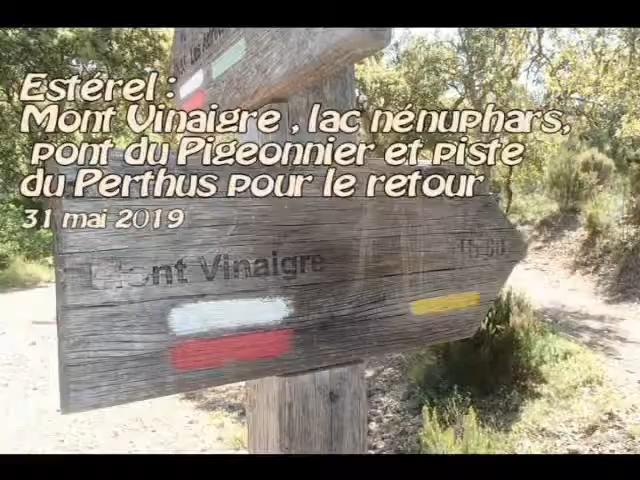 Estérel :
Mont Vinaigre , lac nénuphars,
pont du Pigeonnier et piste
du Perthus pour le retour
31 mai 2019
Mont Vinaigre